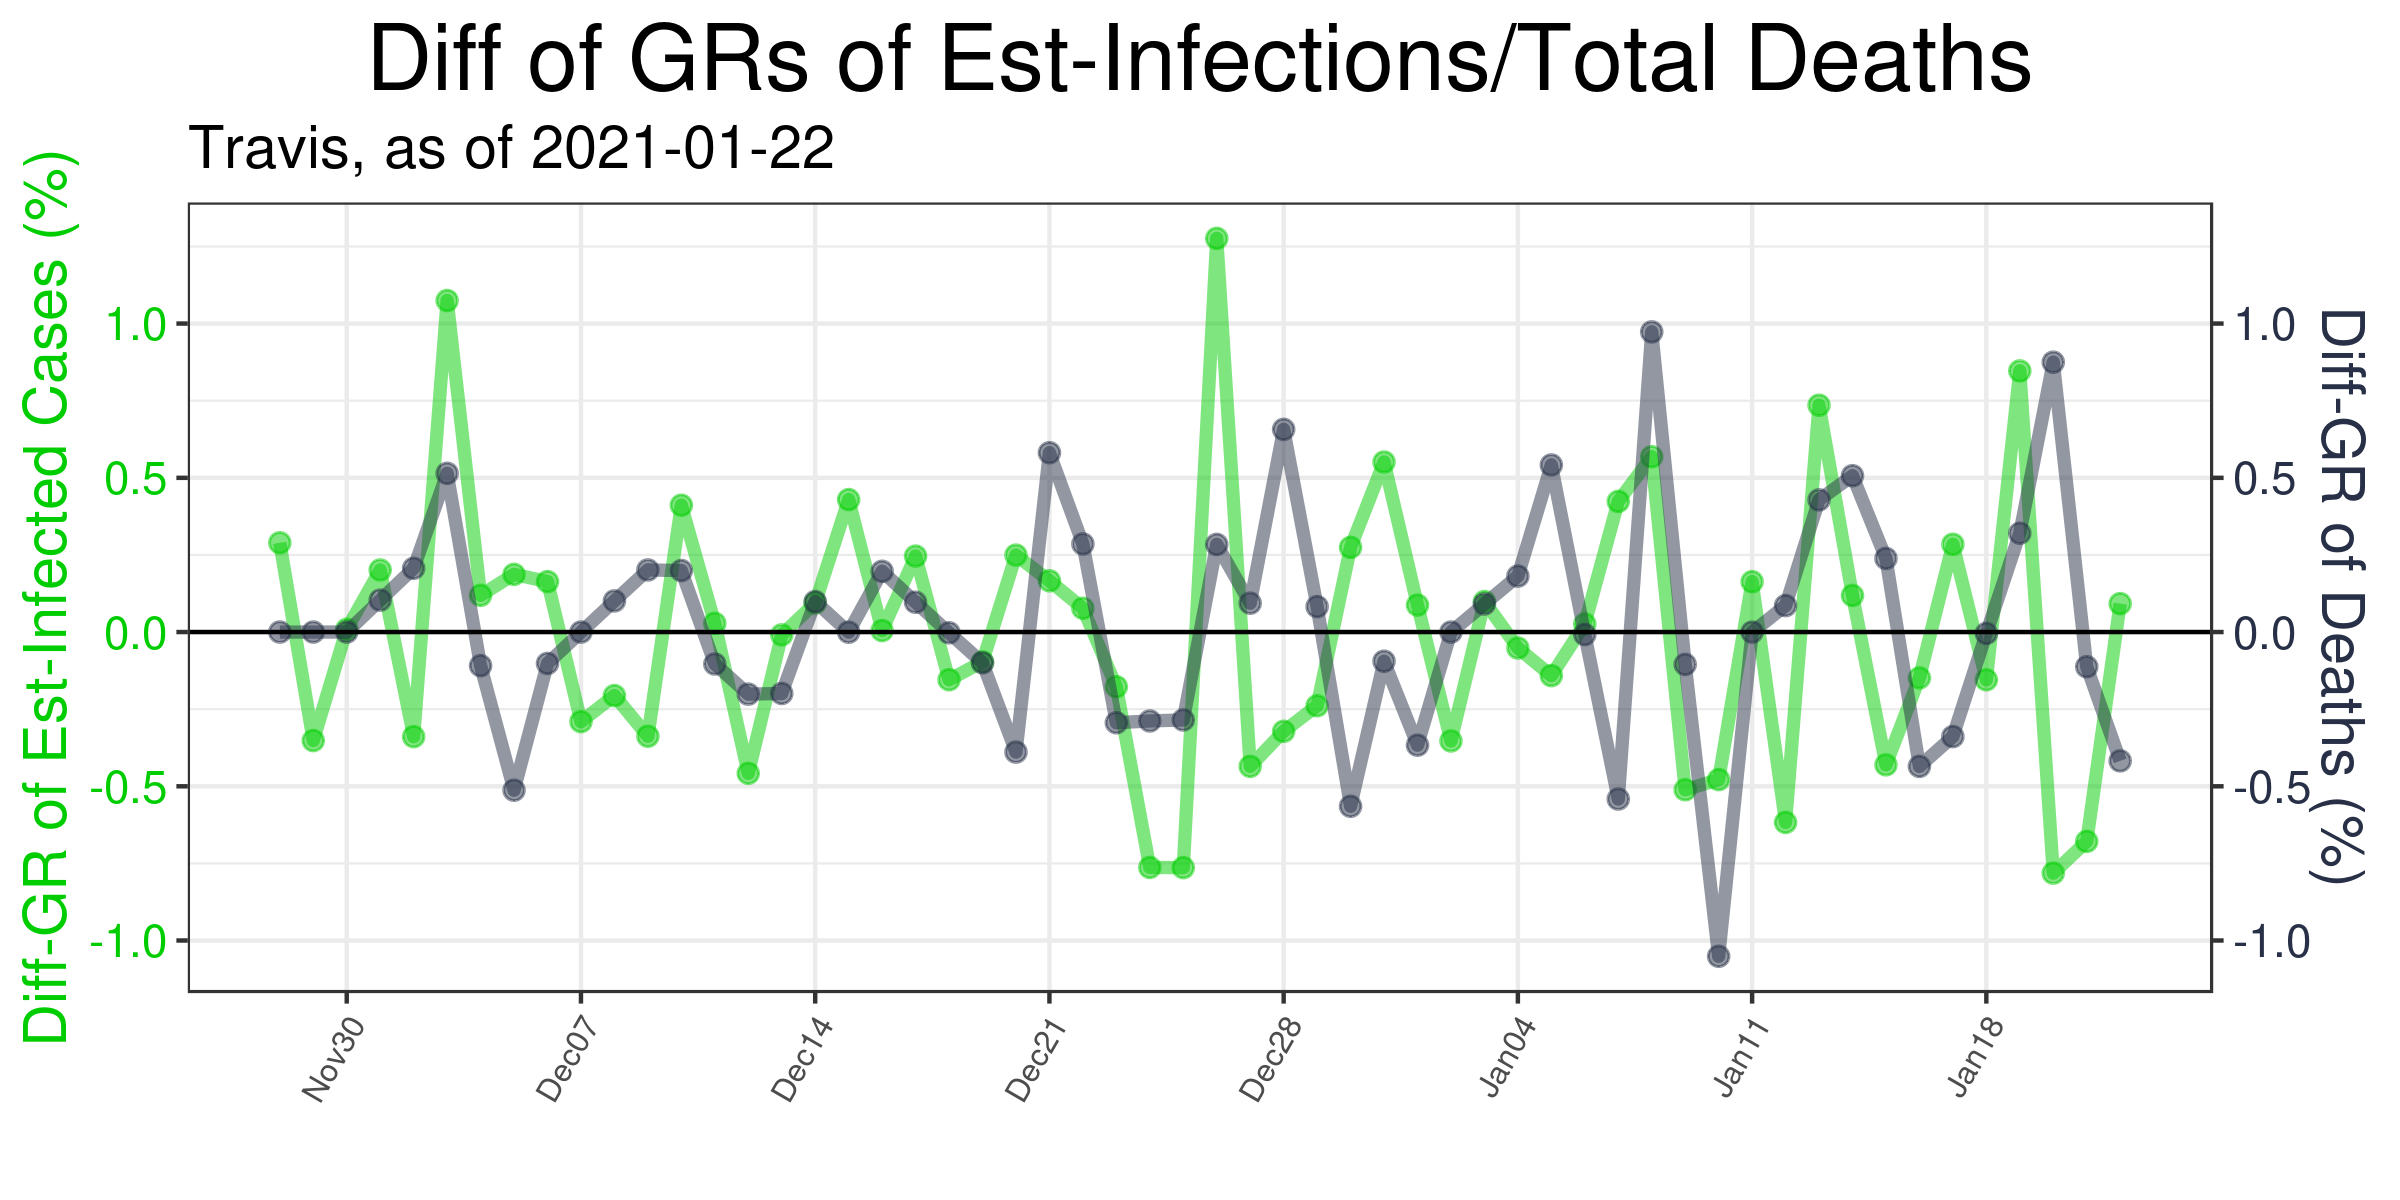 Diff of GRs of Est-Infections/Total Deaths
Travis, as of 2021-01-22
Diff-GR of Est-Infected Cases (%)
1.0
0.5
0.0
-0.5
-1.0
1.0
0.5
0.0
-0.5
-1.0
Diff-GR of Deaths (%)
Nov30 Dec07 Dec14 Dec21 Dec28 Jan04 Jan11 Jan18